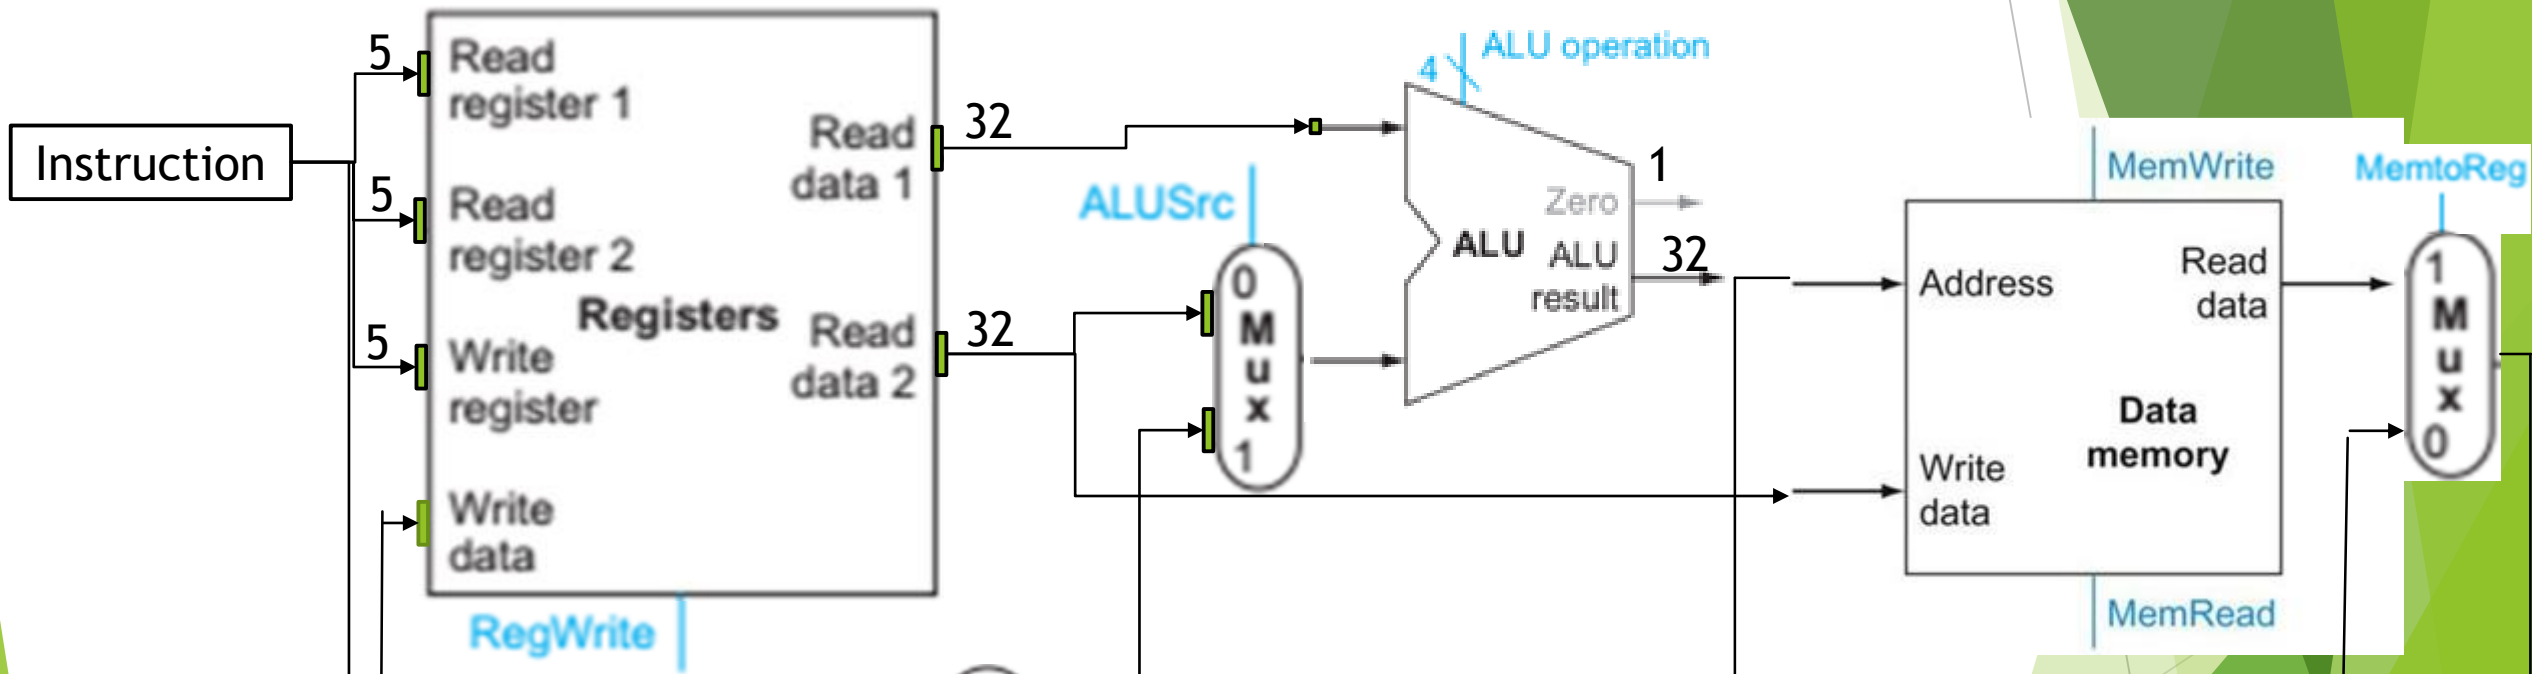 Instruction
5
5
5
Read
register 1
Read
register 2
Write
register
Write
data
Registers
Read
data 1
Read
data 2
RegWrite
32
32
ALUSrc
0
M
u
x
1
4
ALU operation
ALU
Zero
ALU
result
1
32
MemWrite
Address
Write
data
Read
data
Data
memory
MemRead
MemtoReg
1
M
u
x
0